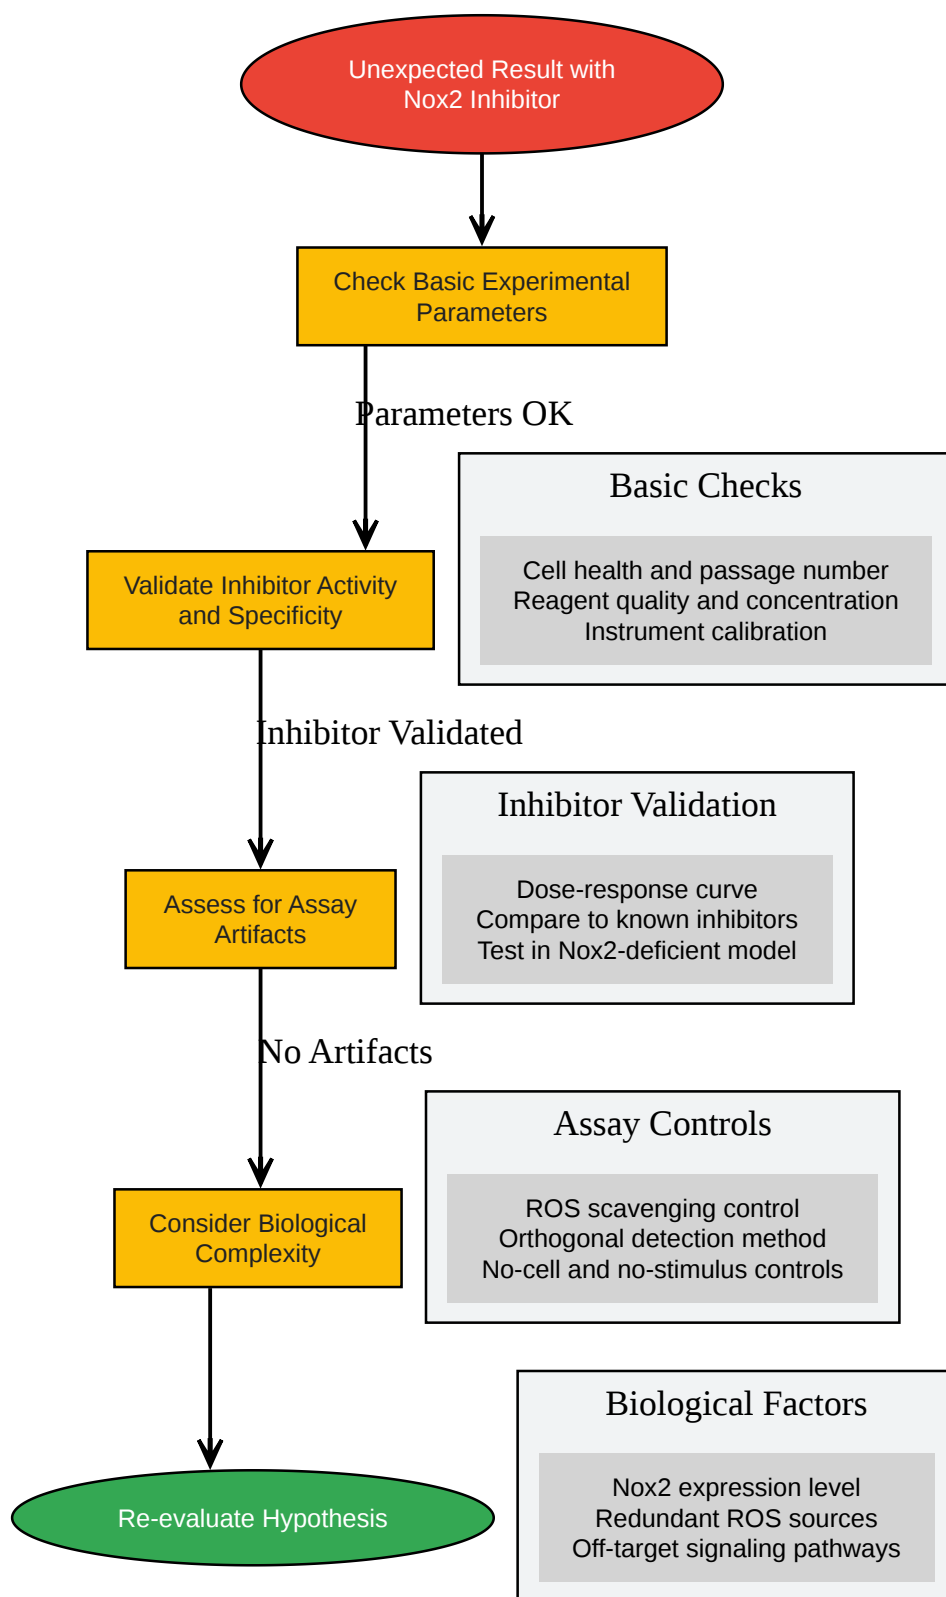 Unexpected Result with
Nox2 Inhibitor
Check Basic Experimental
Parameters
Parameters OK
Basic Checks
Cell health and passage number
Reagent quality and concentration
Instrument calibration
Validate Inhibitor Activity
and Specificity
Inhibitor Validated
Inhibitor Validation
Dose-response curve
Compare to known inhibitors
Test in Nox2-deficient model
Assess for Assay
Artifacts
No Artifacts
Assay Controls
ROS scavenging control
Orthogonal detection method
No-cell and no-stimulus controls
Consider Biological
Complexity
Biological Factors
Nox2 expression level
Redundant ROS sources
Off-target signaling pathways
Re-evaluate Hypothesis